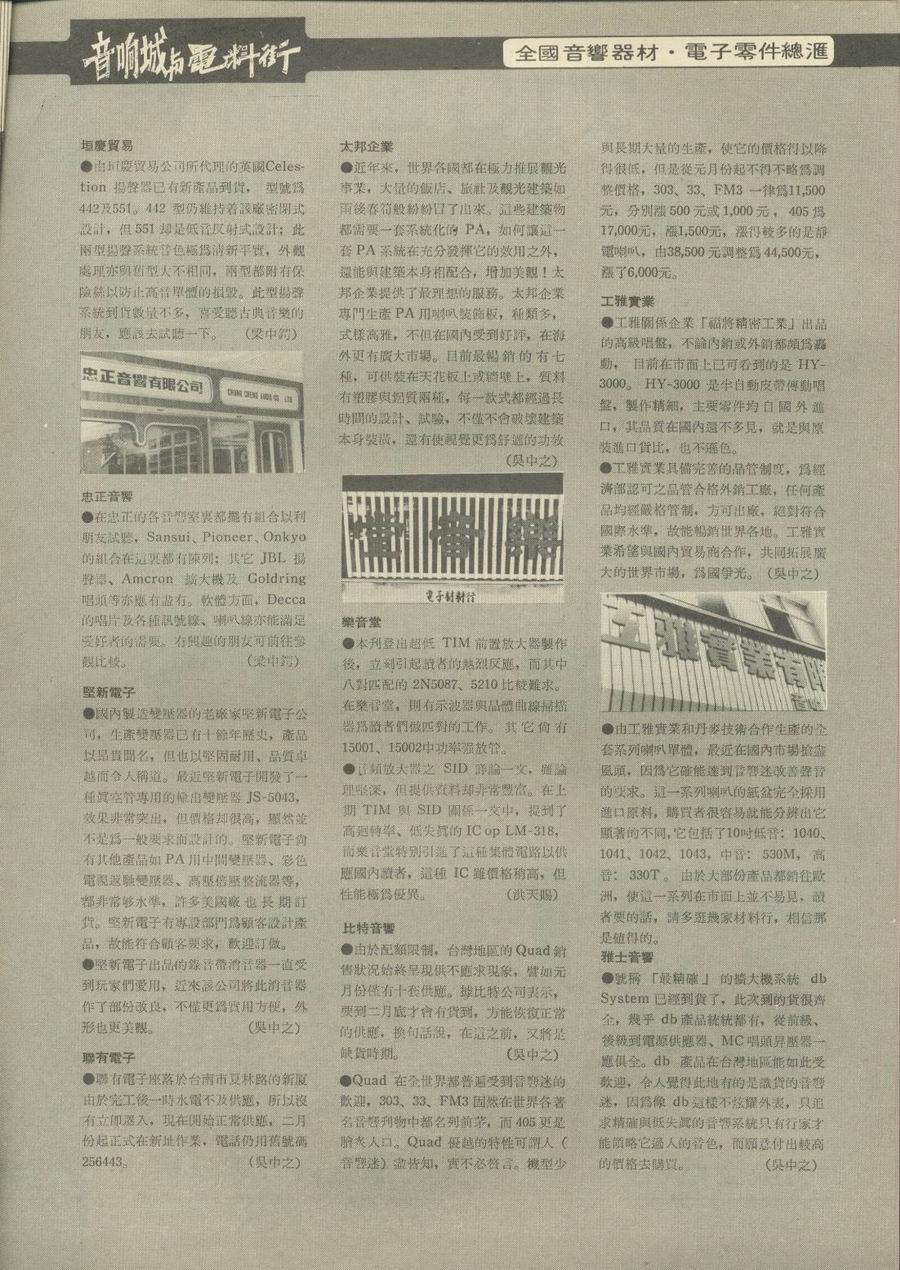 音响城与電料街
全國音響器材・電子零件總滙
垣慶貿易
●由垣慶貿易公司所代理的英國Celes-
tion 揚聲器已有新產品到貨， 型號爲
442及551。442 型仍維持着該廠密閉式
設計，但 551 却是低音反射式設計；此
兩型揚聲系統音色極爲清新平實，外觀
處理亦與舊型大不相同，兩型都附有保
險絲以防止高音單體的損毀。此型揚聲
系統到貨數量不多，喜愛聽古典音樂的
朋友，應該去試聽一下。 （梁中鍔）
忠正音響有限公司
CHUNG CHENG AUDIO CO. LTD
忠正音響
●在忠正的各音響室裏都擺有組合以利
朋友試聽，Sansui、Pioneer、Onkyo
的組合在這裏都有陳列；其它 JBL 揚
聲器、Amcron 擴大機及 Goldring
唱頭等亦應有盡有。軟體方面，Decca
的唱片及各種訊號線、喇叭線亦能滿足
愛好者的需要。有興趣的朋友可前往參
觀比較。 （梁中鍔）
堅新電子
●國內製造變壓器的老廠家堅新電子公
司，生產變壓器已有十餘年歷史，產品
以昂貴聞名，但也以堅固耐用、品質卓
越而令人稱道。最近堅新電子開發了一
種眞空管專用的輸出變壓器 JS-5043，
效果非常突出，但價格却很高，顯然並
不是爲一般要求而設計的。堅新電子尙
有其他產品如 PA 用中間變壓器、彩色
電視返馳變壓器、高壓倍壓整流器等，
都非常够水準，許多美國廠也長期訂
貨。堅新電子有專設部門爲顧客設計產
品，故能符合顧客要求，歡迎訂做。
●堅新電子出品的錄音帶消音器一直受
到玩家們愛用，近來該公司將此消音器
作了部份改良，不僅更爲實用方便，外
形也更美觀。 （吳中之）
聯有電子
●聯有電子座落於台南市夏林路的新廈
由於完工後一時水電不及供應，所以沒
有立卽遷入，現在開始正常供應，二月
份起正式在新址作業，電話仍用舊號碼
256443。 （吳中之）
太邦企業
●近年來，世界各國都在極力推展觀光
事業，大量的飯店、旅社及觀光建築如
雨後春筍般紛紛冒了出來。這些建築物
都需要一套系統化的 PA，如何讓這一
套 PA 系統在充分發揮它的效用之外，
還能與建築本身相配合，增加美觀！太
邦企業提供了最理想的服務。太邦企業
專門生產 PA 用喇叭裝飾板，種類多，
式樣高雅，不但在國內受到好評，在海
外更有廣大市場。目前最暢銷的有七
種，可供裝在天花板上或牆壁上，質料
有塑膠與鋁質兩種，每一款式都經過長
時間的設計、試驗，不僅不會破壞建築
本身裝潢，還有使視覺更爲舒適的功效
（吳中之）
堂音樂
電子材料行
樂音堂
●本刊登出超低 TIM 前置放大器製作
後，立刻引起讀者的熱烈反應，而其中
八對匹配的 2N5087、5210 比較難求。
在樂音堂，則有示波器與晶體曲線掃描
器爲讀者們做匹對的工作。其它尙有
15001、15002中功率强放管。
●音頻放大器之 SID 評論一文，雖論
理堅深，但提供資料却非常豐富。在上
期 TIM 與 SID 關係一文中，提到了
高迴轉率、低失眞的 IC op LM-318，
而樂音堂特別引進了這種集體電路以供
應國內讀者，這種 IC 雖價格稍高，但
性能極爲優異。 （洪天賜）
比特音響
●由於配額限制，台灣地區的 Quad 銷
售狀況始終呈現供不應求現象，譬如元
月份僅有十套供應。據比特公司表示，
要到二月底才會有貨到，方能恢復正常
的供應，換句話說，在這之前，又將是
缺貨時期。 （吳中之）
●Quad 在全世界都普遍受到音響迷的
歡迎，303、33、FM3 固然在世界各著
名音響刊物中都名列前茅，而 405 更是
膾炙人口。Quad 優越的特性可謂人（
音響迷）盡皆知，實不必贅言。機型少
與長期大量的生產，使它的價格得以降
得很低，但是從元月份起不得不略爲調
整價格，303、33、FM3 一律爲11,500
元，分別漲 500 元或 1,000 元，405 爲
17,000元，漲1,500元，漲得較多的是靜
電喇叭，由38,500 元調整爲 44,500元，
漲了6,000元。
工雅實業
●工雅關係企業「福將精密工業」出品
的高級唱盤，不論內銷或外銷都頗爲轟
動， 目前在市面上已可看到的是 HY-
3000。 HY-3000 是半自動皮帶傳動唱
盤，製作精細，主要零件均自國外進
口，其品質在國內還不多見，就是與原
裝進口貨比，也不遜色。
●工雅實業具備完善的品管制度，爲經
濟部認可之品管合格外銷工廠，任何產
品均經嚴格管制，方可出廠，絕對符合
國際水準，故能暢銷世界各地。工雅實
業希望與國內貿易商合作，共同拓展廣
大的世界市場，爲國爭光。（吳中之）
工雅實業有限
●由工雅實業和丹麥技術合作生產的全
套系列喇叭單體，最近在國內市場搶盡
風頭，因爲它確能達到音響迷改善聲音
的要求。這一系列喇叭的紙盆完全採用
進口原料，購買者很容易就能分辨出它
顯著的不同，它包括了10吋低音：1040、
1041、1042、1043，中音：530M，高
音：330T 。由於大部份產品都銷往歐
洲，使這一系列在市面上並不易見，讀
者要的話，請多逛幾家材料行，相信那
是値得的。
雅士音響
●號稱「最精確」的擴大機系統 db
System 已經到貨了，此次到的貨很齊
全，幾乎 db 產品統統都有，從前級、
後級到電源供應器、MC 唱頭昇壓器一
應俱全。db 產品在台灣地區能如此受
歡迎，令人覺得此地有的是識貨的音響
迷，因爲像 db 這樣不炫耀外表，只追
求精確與低失眞的音響系統只有行家才
能領略它過人的音色，而願意付出較高
的價格去購買。 （吳中之）